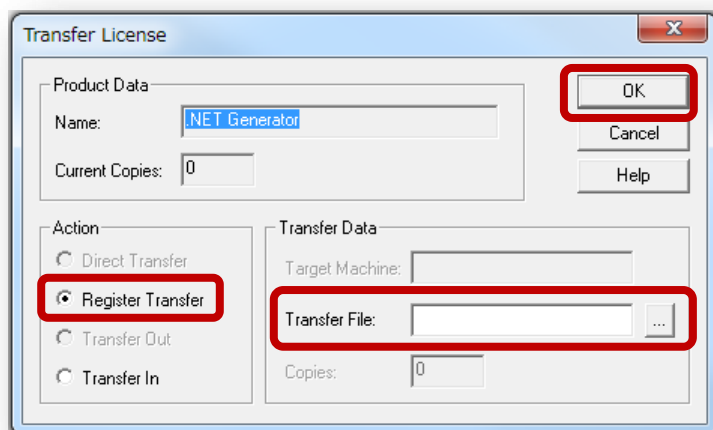 Transfer License
Product Data
Name: .NET Generator
Current Copies: 0
OK
Cancel
Help
Action
Direct Transfer
Register Transfer
Transfer Out
Transfer In
Transfer Data
Target Machine:
Transfer File: ...
Copies: 0